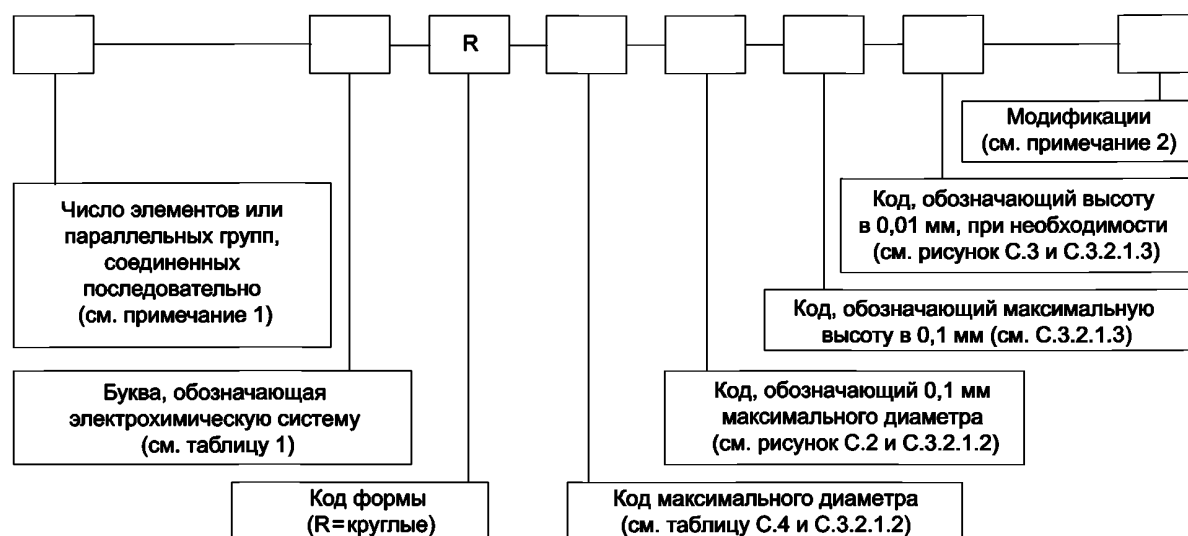 R
Модификации
(см. примечание 2)
Число элементов или
параллельных групп,
соединенных
последовательно
(см. примечание 1)
Код, обозначающий высоту
в 0,01 мм, при необходимости
(см. рисунок С.3 и С.3.2.1.3)
Код, обозначающий максимальную
высоту в 0,1 мм (см. С.3.2.1.3)
Буква, обозначающая
электрохимическую систему
(см. таблицу 1)
Код, обозначающий 0,1 мм
максимального диаметра
(см. рисунок С.2 и С.3.2.1.2)
Код формы
(R=круглые)
Код максимального диаметра
(см. таблицу С.4 и С.3.2.1.2)